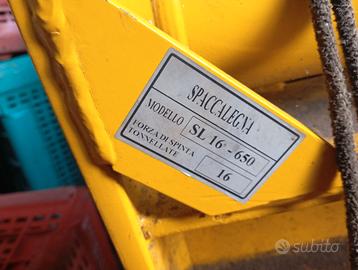 SPACCALEGNA
MODELLO SL 16 - 650
FORZA DI SPINTA
TONNELLATE 16
subito